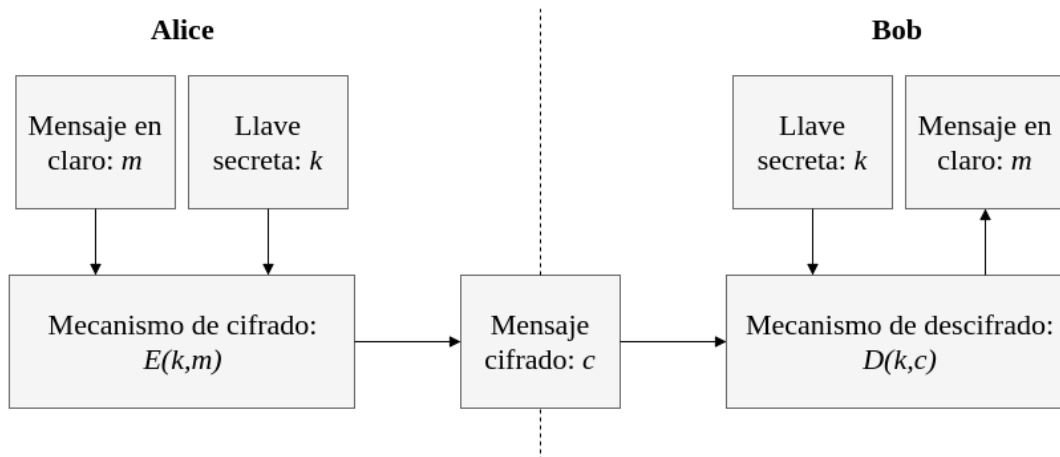 Alice
Bob
Mensaje en
claro: m
Llave
secreta: k
Llave
secreta: k
Mensaje en
claro: m
Mecanismo de cifrado:
E(k,m)
Mensaje
cifrado: c
Mecanismo de descifrado:
D(k,c)